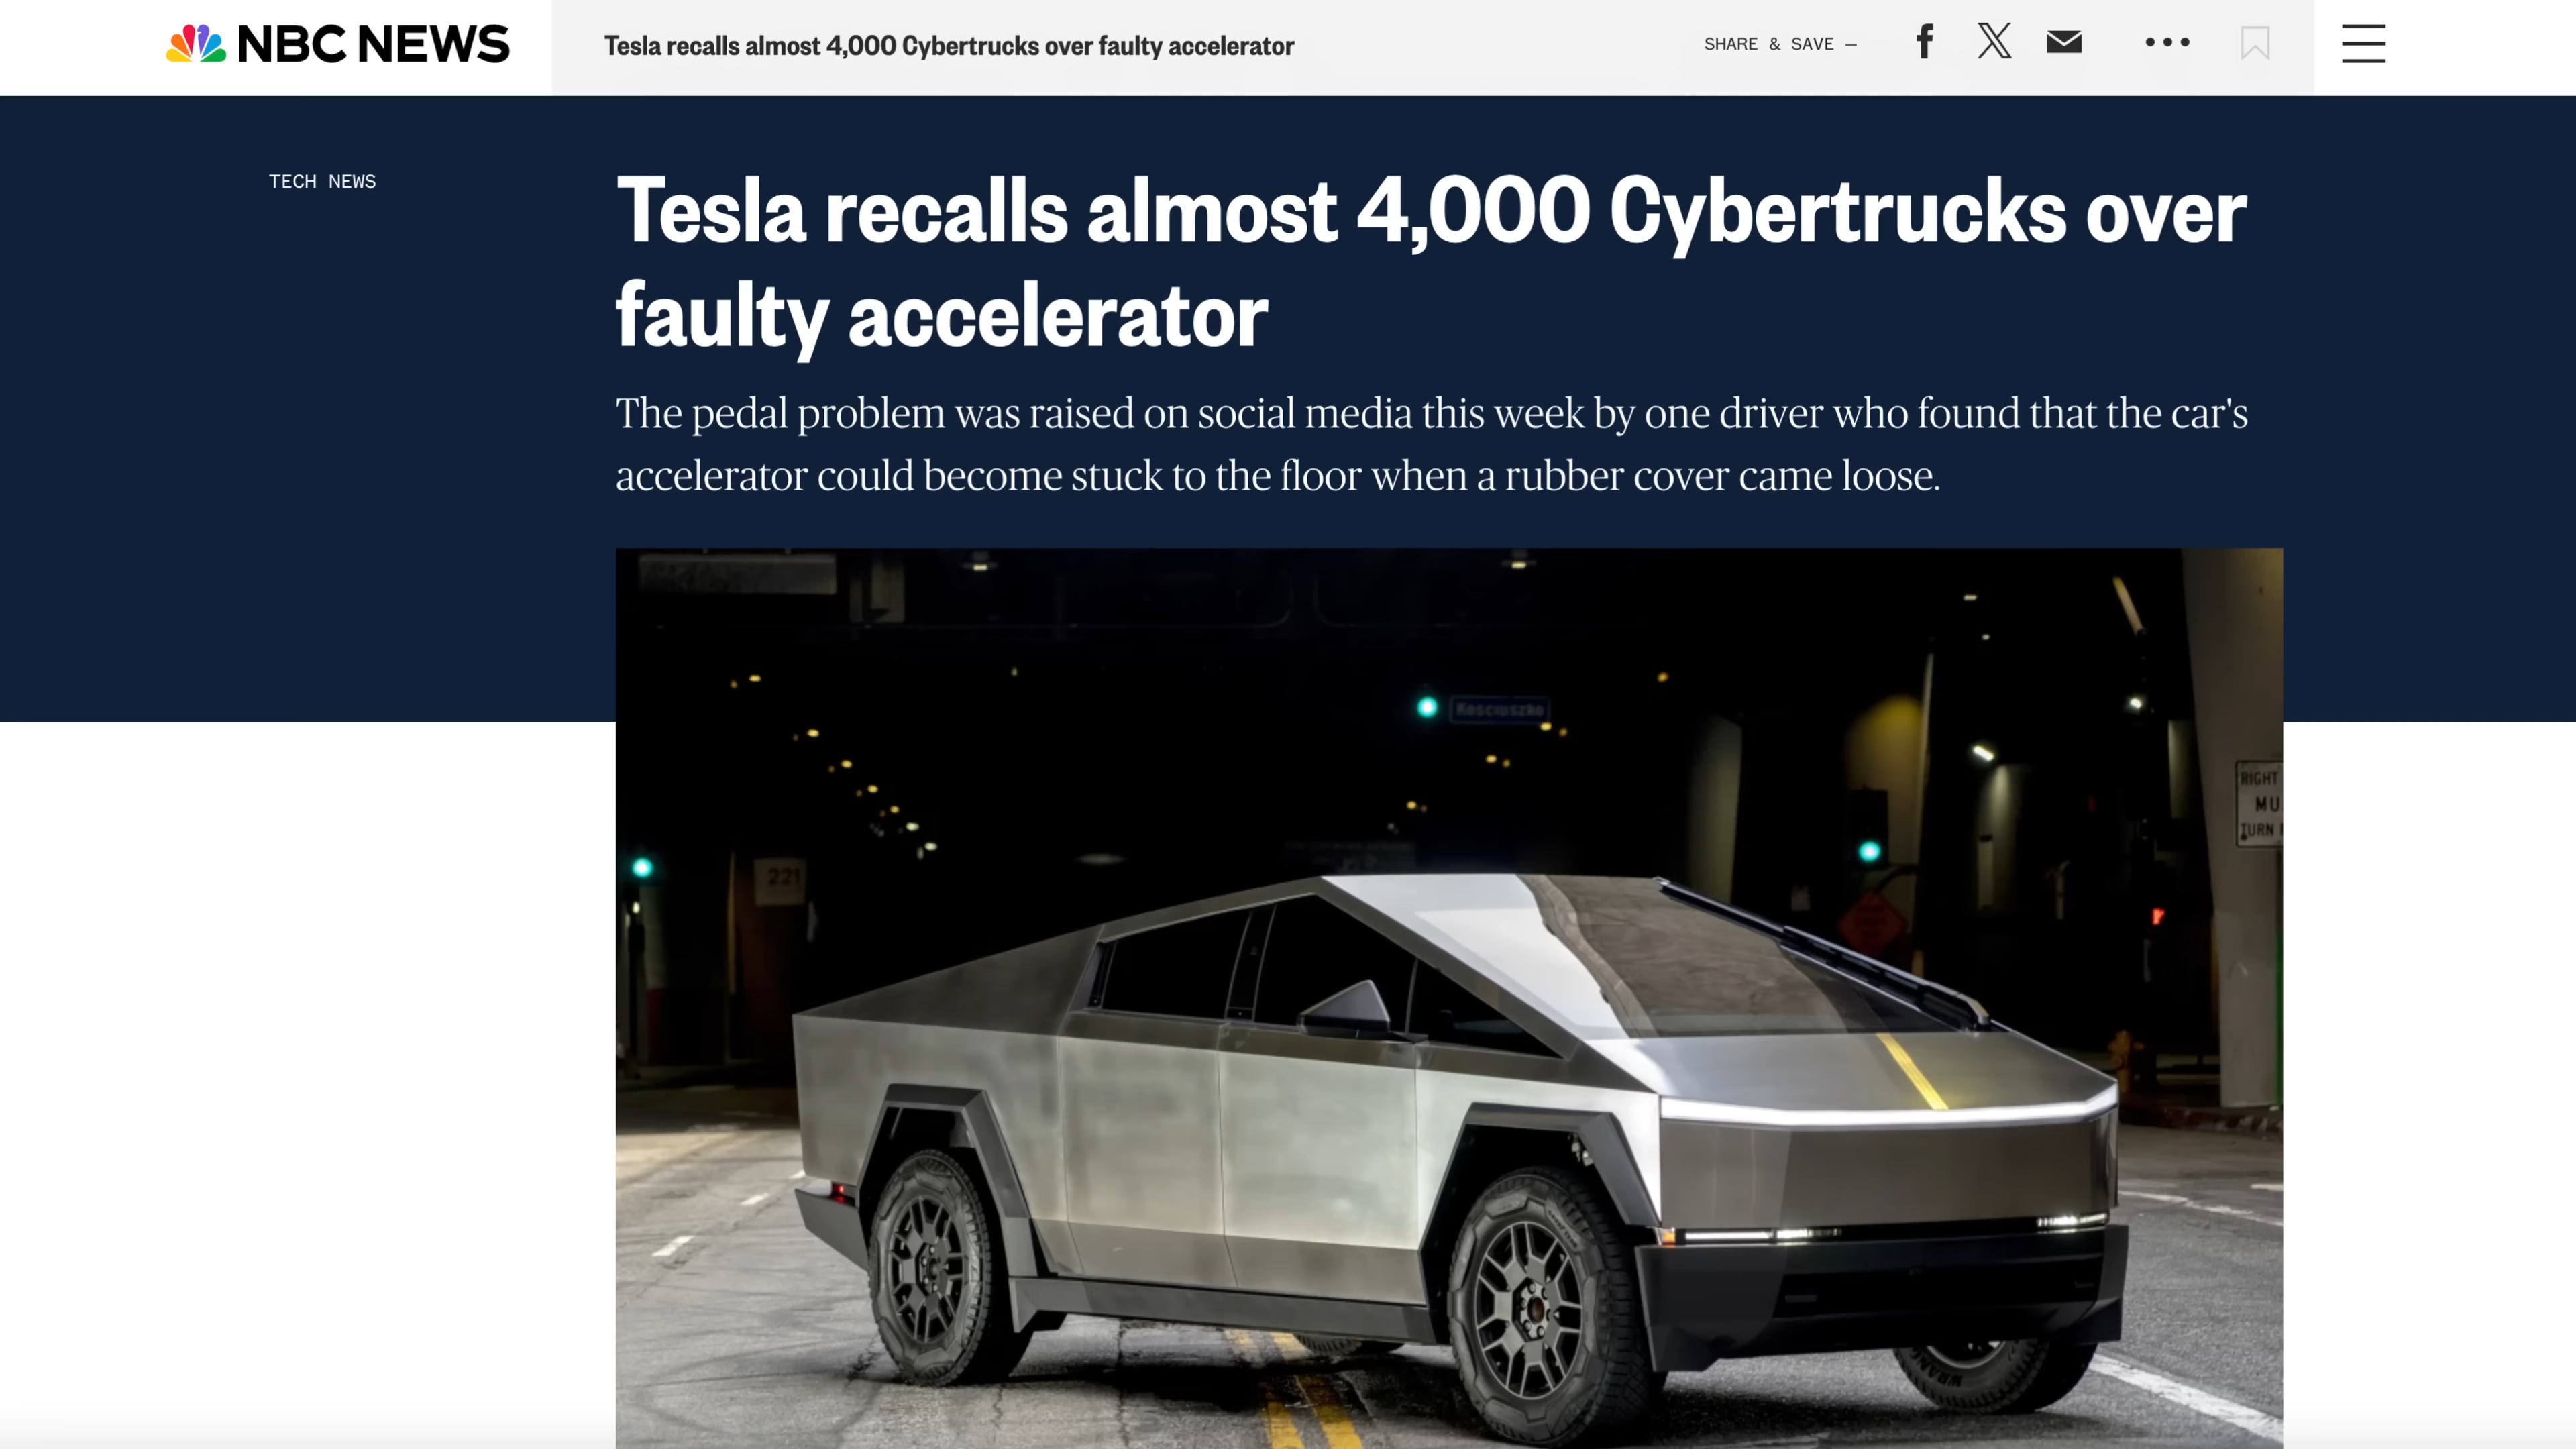 NBC NEWS
Tesla recalls almost 4,000 Cybertrucks over faulty accelerator
SHARE & SAVE —
TECH NEWS
Tesla recalls almost 4,000 Cybertrucks over
faulty accelerator
The pedal problem was raised on social media this week by one driver who found that the car's
accelerator could become stuck to the floor when a rubber cover came loose.
Kosciuszko
RIGHT
MU
TURN
221